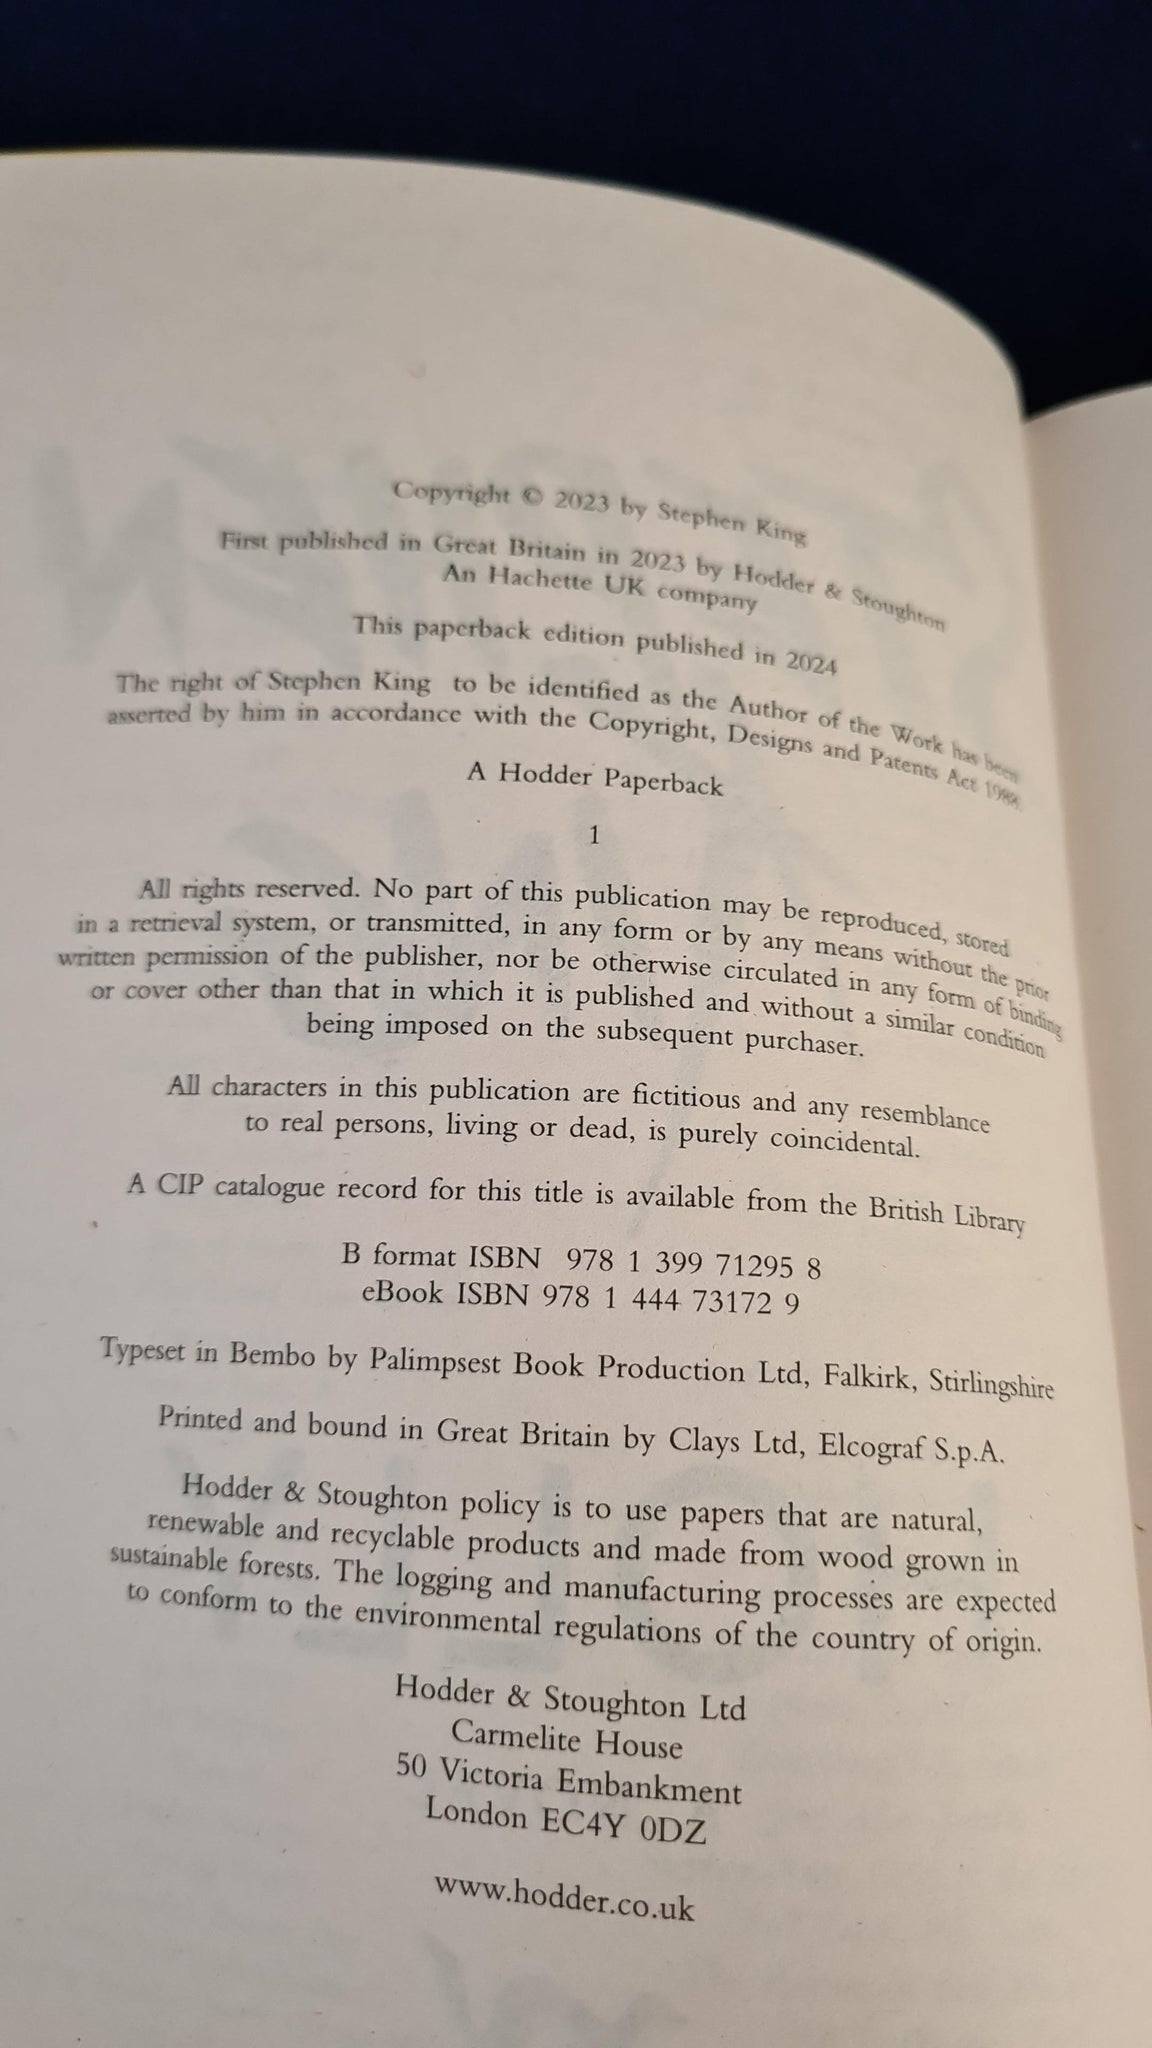 Copyright © 2023 by Stephen King
First published in Great Britain in 2023 by Hodder & Stoughton
An Hachette UK company
This paperback edition published in 2024
The right of Stephen King to be identified as the Author of the Work has been
asserted by him in accordance with the Copyright, Designs and Patents Act 1988.
A Hodder Paperback
1
All rights reserved. No part of this publication may be reproduced, stored
in a retrieval system, or transmitted, in any form or by any means without the prior
written permission of the publisher, nor be otherwise circulated in any form of binding
or cover other than that in which it is published and without a similar condition
being imposed on the subsequent purchaser.
All characters in this publication are fictitious and any resemblance
to real persons, living or dead, is purely coincidental.
A CIP catalogue record for this title is available from the British Library
B format ISBN 978 1 399 71295 8
eBook ISBN 978 1 444 73172 9
Typeset in Bembo by Palimpsest Book Production Ltd, Falkirk, Stirlingshire
Printed and bound in Great Britain by Clays Ltd, Elcograf S.p.A.
Hodder & Stoughton policy is to use papers that are natural,
renewable and recyclable products and made from wood grown in
sustainable forests. The logging and manufacturing processes are expected
to conform to the environmental regulations of the country of origin.
Hodder & Stoughton Ltd
Carmelite House
50 Victoria Embankment
London EC4Y 0DZ
www.hodder.co.uk